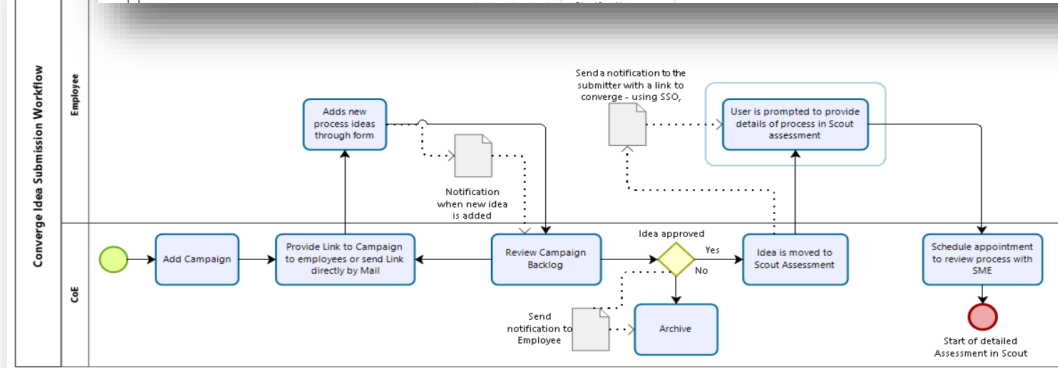 Converge Idea Submission Workflow
Employee
CoE
Adds new
process ideas
through form
Notification
when new idea
is added
Send a notification to the
submitter with a link to
converge - using SSO,
User is prompted to provide
details of process in Scout
assessment
Add Campaign
Provide Link to Campaign
to employees or send Link
directly by Mail
Review Campaign
Backlog
Idea approved
Yes
No
Idea is moved to
Scout Assessment
Schedule appointment
to review process with
SME
Send
notification to
Employee
Archive
Start of detailed
Assessment in Scout